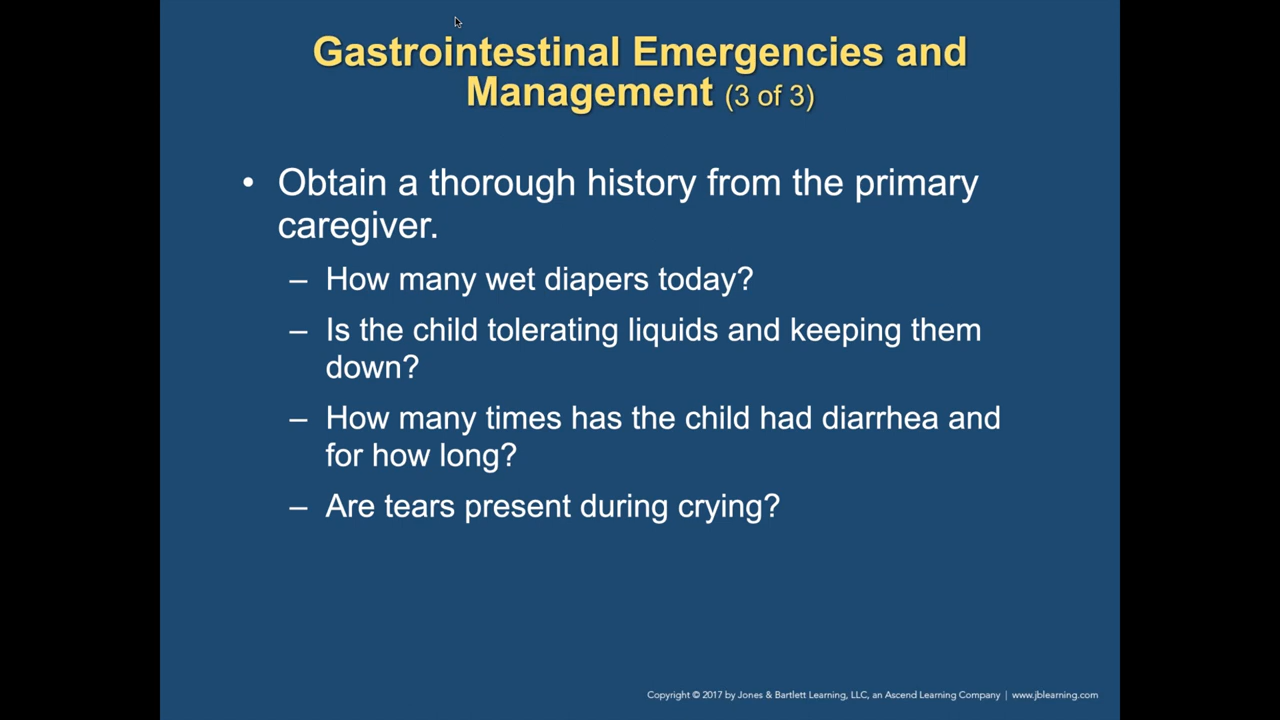 Gastrointestinal Emergencies and
Management (3 of 3)
• Obtain a thorough history from the primary
caregiver.
– How many wet diapers today?
– Is the child tolerating liquids and keeping them
down?
– How many times has the child had diarrhea and
for how long?
– Are tears present during crying?
Copyright © 2017 by Jones & Bartlett Learning, LLC, an Ascend Learning Company | www.jblearning.com